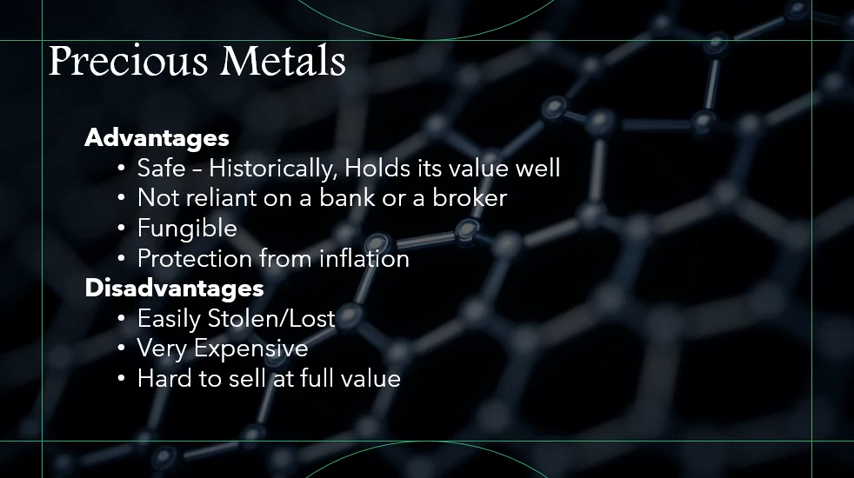 Precious Metals
Advantages
• Safe – Historically, Holds its value well
• Not reliant on a bank or a broker
• Fungible
• Protection from inflation
Disadvantages
• Easily Stolen/Lost
• Very Expensive
• Hard to sell at full value